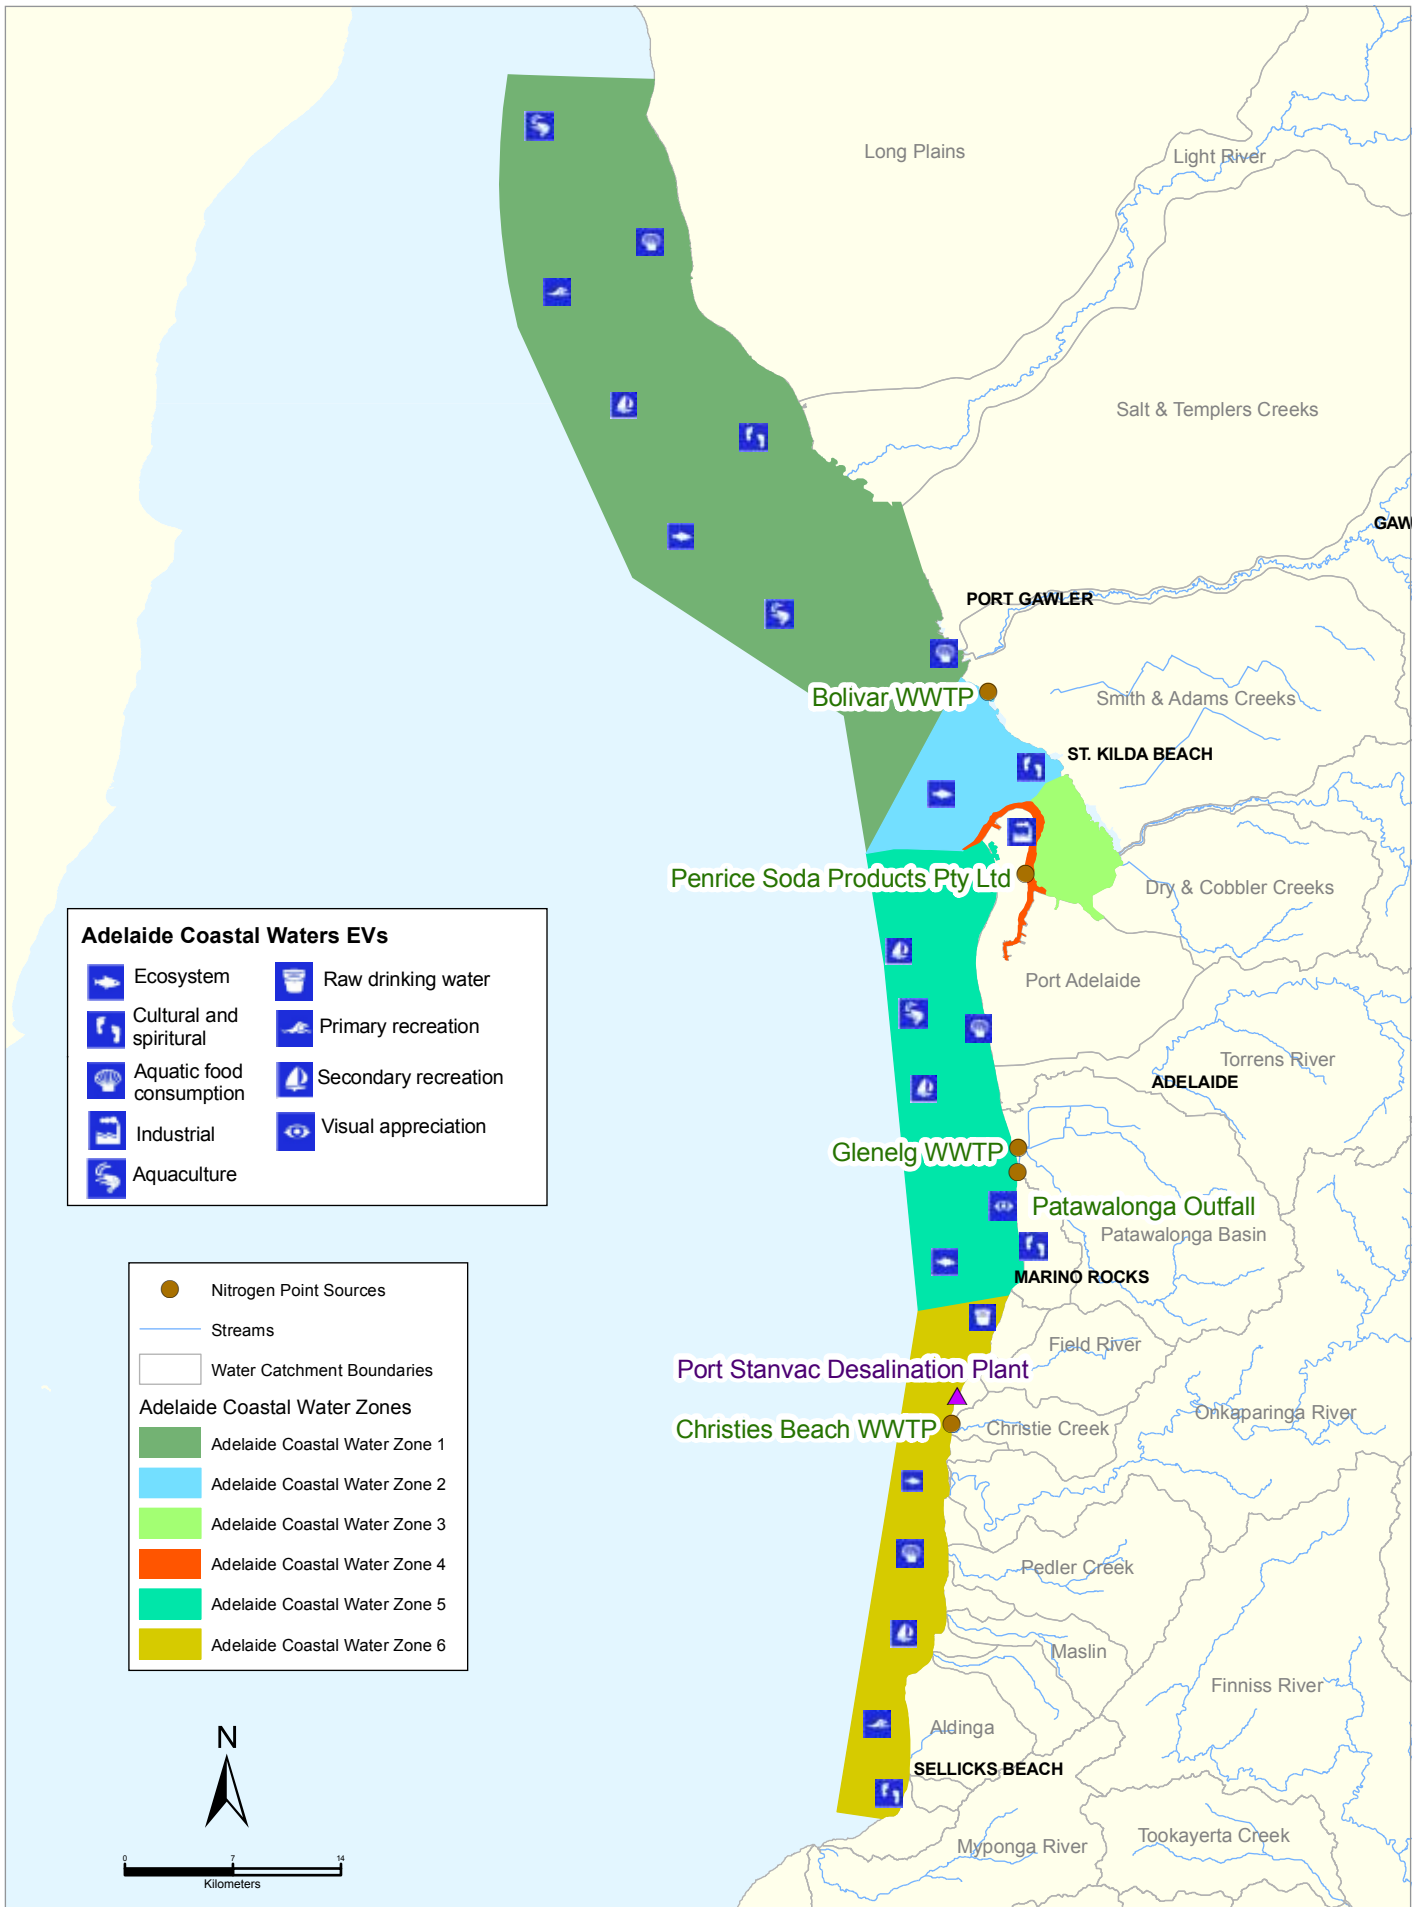 Long Plains
Light River
Salt & Templers Creeks
GAW
PORT GAWLER
Bolivar WWTP
Smith & Adams Creeks
ST. KILDA BEACH
Penrice Soda Products Pty Ltd
Dry & Cobbler Creeks
Port Adelaide
Torrens River
ADELAIDE
Glenelg WWTP
Patawalonga Outfall
Patawalonga Basin
MARINO ROCKS
Field River
Port Stanvac Desalination Plant
Christies Beach WWTP
Christie Creek
Onkaparinga River
Pedler Creek
Maslin
Finniss River
Aldinga
SELLICKS BEACH
Myponga River
Tookayerta Creek
Adelaide Coastal Waters EVs
Ecosystem
Cultural and
spiritural
Aquatic food
consumption
Industrial
Aquaculture
Raw drinking water
Primary recreation
Secondary recreation
Visual appreciation
Nitrogen Point Sources
Streams
Water Catchment Boundaries
Adelaide Coastal Water Zones
Adelaide Coastal Water Zone 1
Adelaide Coastal Water Zone 2
Adelaide Coastal Water Zone 3
Adelaide Coastal Water Zone 4
Adelaide Coastal Water Zone 5
Adelaide Coastal Water Zone 6
N
0 7 14
Kilometers